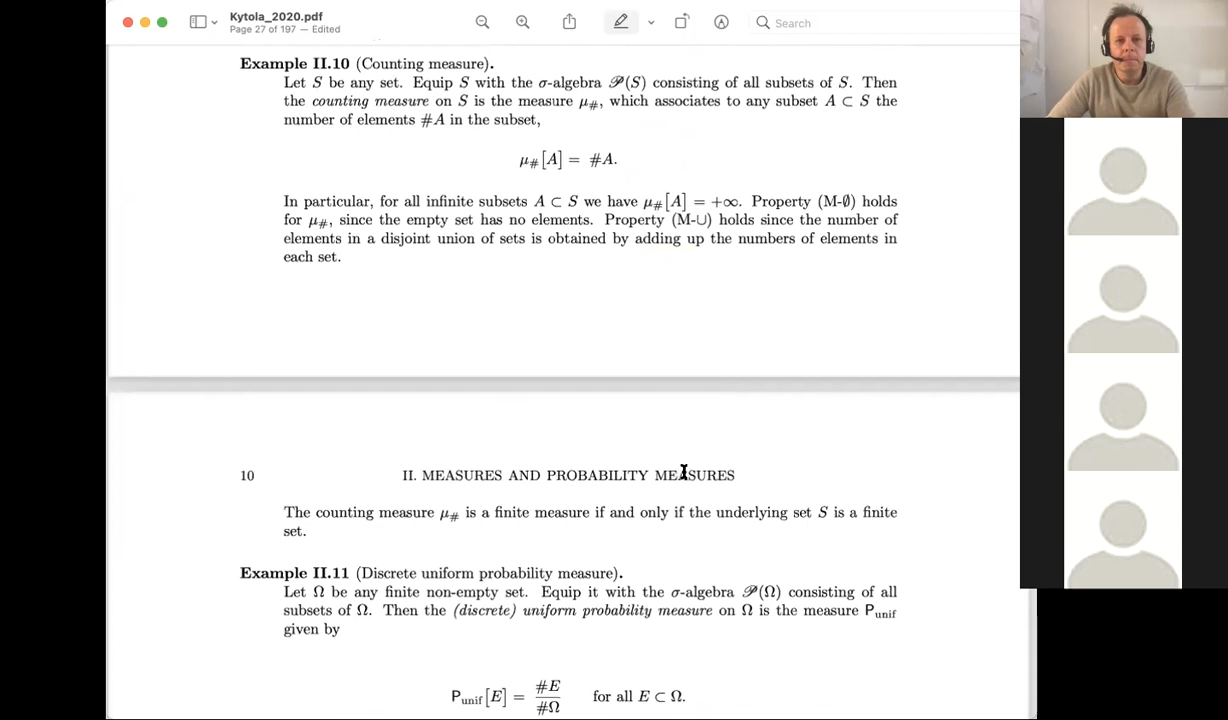 Kytola_2020.pdf
Page 27 of 197 — Edited
Search
Example II.10 (Counting measure).
Let S be any set. Equip S with the σ-algebra 𝒫(S) consisting of all subsets of S. Then
the counting measure on S is the measure μ#, which associates to any subset A ⊂ S the
number of elements #A in the subset,
μ#[A] = #A.
In particular, for all infinite subsets A ⊂ S we have μ#[A] = +∞. Property (M-∅) holds
for μ#, since the empty set has no elements. Property (M-∪) holds since the number of
elements in a disjoint union of sets is obtained by adding up the numbers of elements in
each set.
10 II. MEASURES AND PROBABILITY MEASURES
The counting measure μ# is a finite measure if and only if the underlying set S is a finite
set.
Example II.11 (Discrete uniform probability measure).
Let Ω be any finite non-empty set. Equip it with the σ-algebra 𝒫(Ω) consisting of all
subsets of Ω. Then the (discrete) uniform probability measure on Ω is the measure Punif
given by
Punif[E] = #E/#Ω for all E ⊂ Ω.